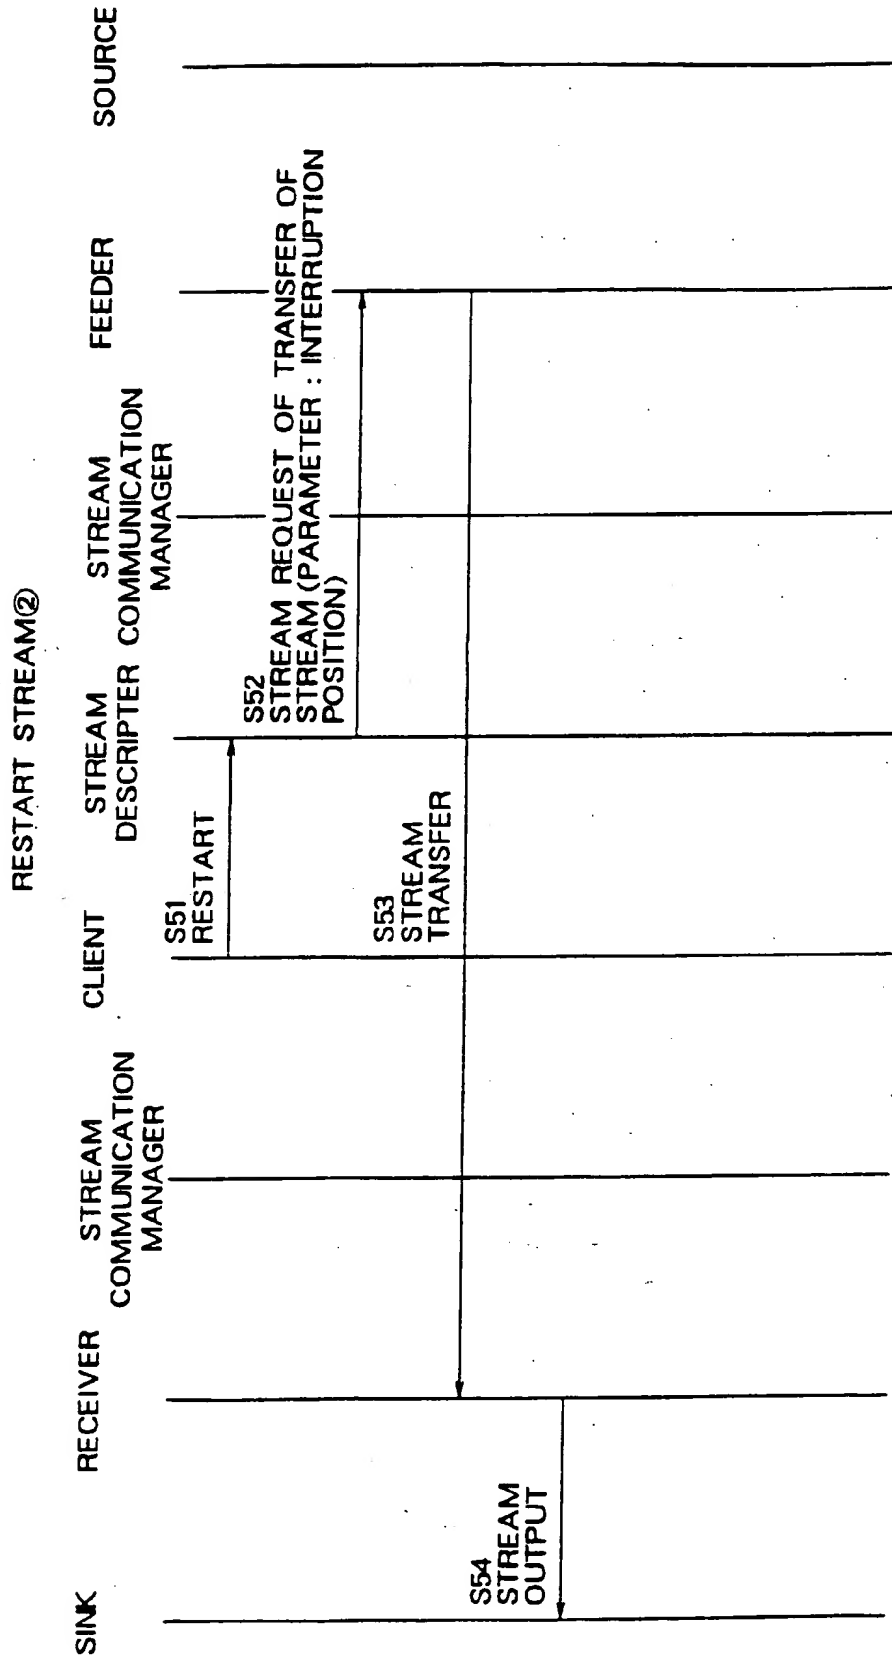 RESTART STREAM②
SINK
RECEIVER
STREAM
COMMUNICATION
MANAGER
CLIENT
STREAM
DESCRIPTER
STREAM
COMMUNICATION
MANAGER
FEEDER
SOURCE
S51
RESTART
S52
STREAM REQUEST OF TRANSFER OF
STREAM (PARAMETER : INTERRUPTION
POSITION)
S53
STREAM
TRANSFER
S54
STREAM
OUTPUT